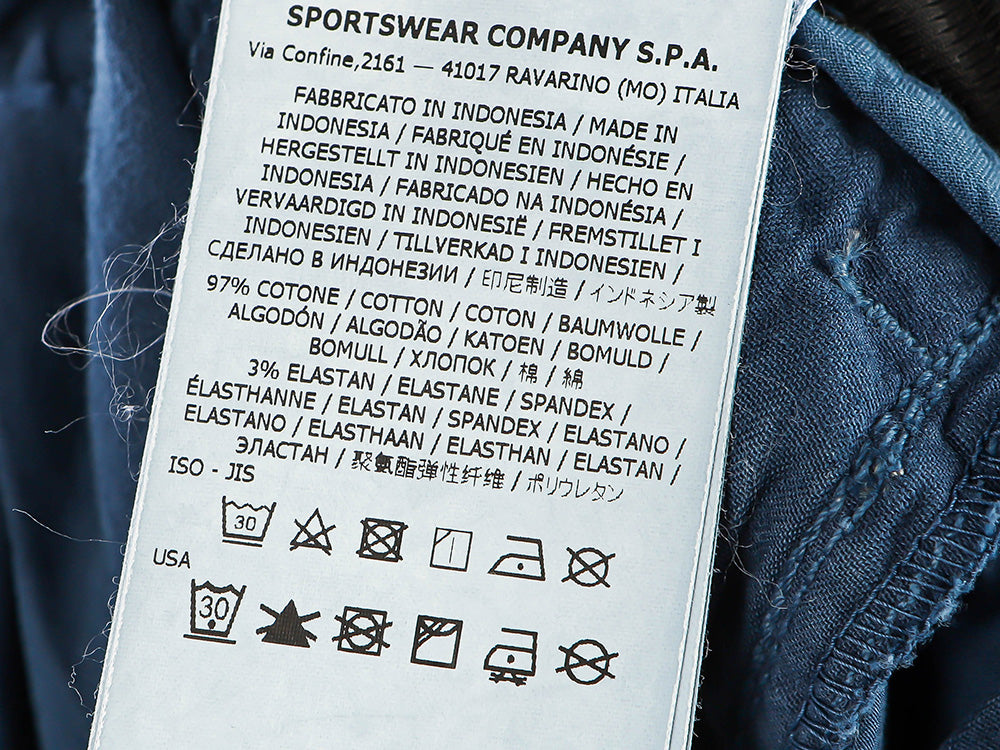 SPORTSWEAR COMPANY S.P.A.
Via Confine,2161 — 41017 RAVARINO (MO) ITALIA
FABBRICATO IN INDONESIA / MADE IN
INDONESIA / FABRIQUÉ EN INDONÉSIE /
HERGESTELLT IN INDONESIEN / HECHO EN
INDONESIA / FABRICADO NA INDONÉSIA /
VERVAARDIGD IN INDONESIË / FREMSTILLET I
INDONESIEN / TILLVERKAD I INDONESIEN /
СДЕЛАНО В ИНДОНЕЗИИ / 印尼制造 / インドネシア製
97% COTONE / COTTON / COTON / BAUMWOLLE /
ALGODÓN / ALGODÃO / KATOEN / BOMULD /
BOMULL / ХЛОПОК / 棉 / 綿
3% ELASTAN / ELASTANE / SPANDEX /
ÉLASTHANNE / ELASTAN / SPANDEX / ELASTANO /
ELASTANO / ELASTHAAN / ELASTHAN / ELASTAN /
ЭЛАСТАН / 聚氨酯弹性纤维 / ポリウレタン
ISO - JIS
30
USA
30